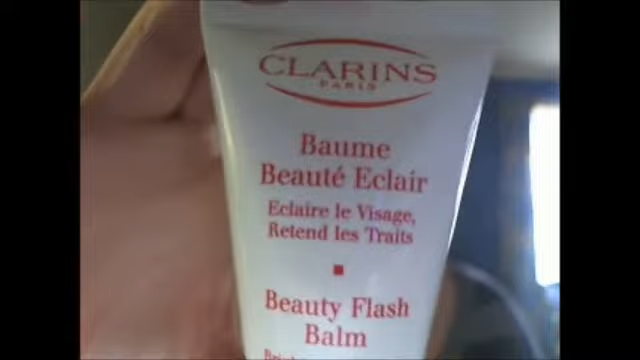 CLARINS
PARIS
Baume
Beauté Eclair
Eclaire le Visage,
Retend les Traits
Beauty Flash
Balm